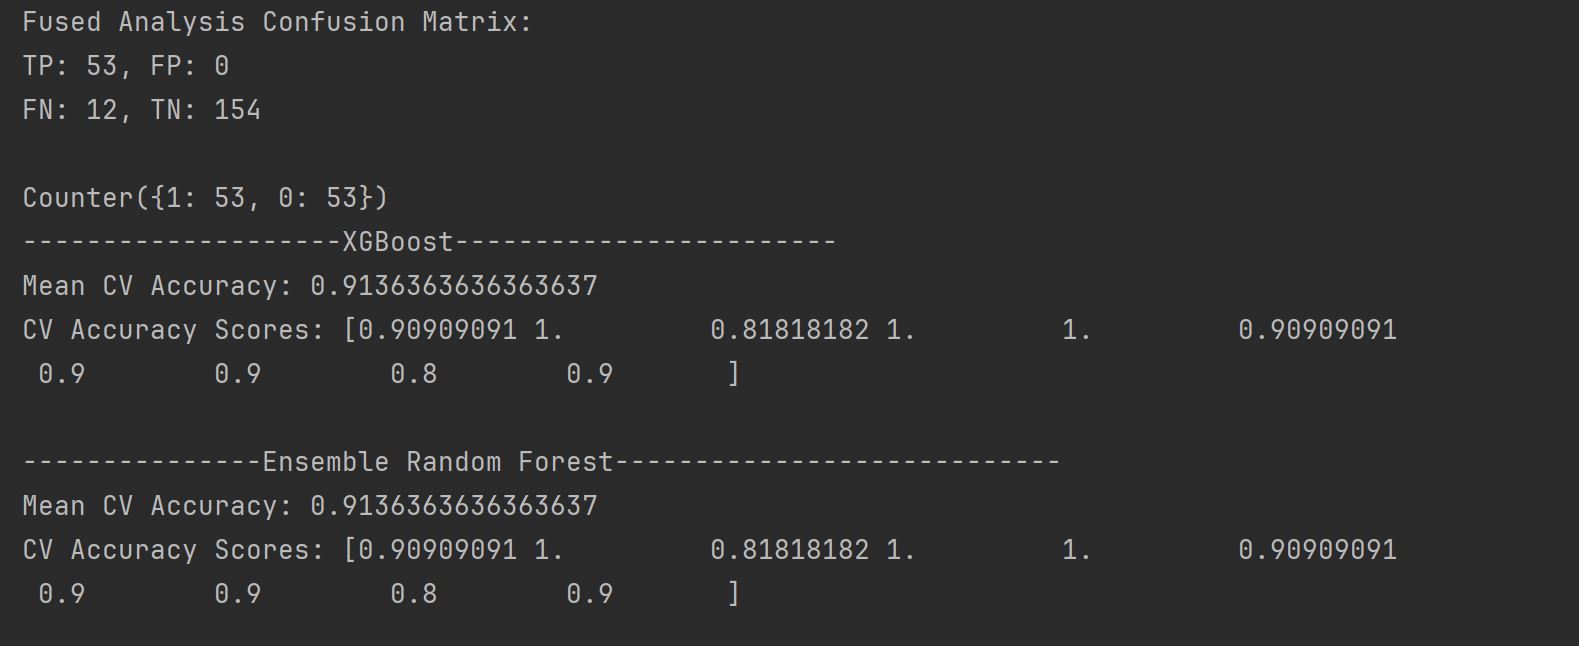 Fused Analysis Confusion Matrix:
TP: 53, FP: 0
FN: 12, TN: 154
Counter({1: 53, 0: 53})
--------------------XGBoost------------------------
Mean CV Accuracy: 0.9136363636363637
CV Accuracy Scores: [0.90909091 1.         0.81818182 1.         1.         0.90909091
 0.9        0.9        0.8        0.9       ]
---------------Ensemble Random Forest----------------------------
Mean CV Accuracy: 0.9136363636363637
CV Accuracy Scores: [0.90909091 1.         0.81818182 1.         1.         0.90909091
 0.9        0.9        0.8        0.9       ]